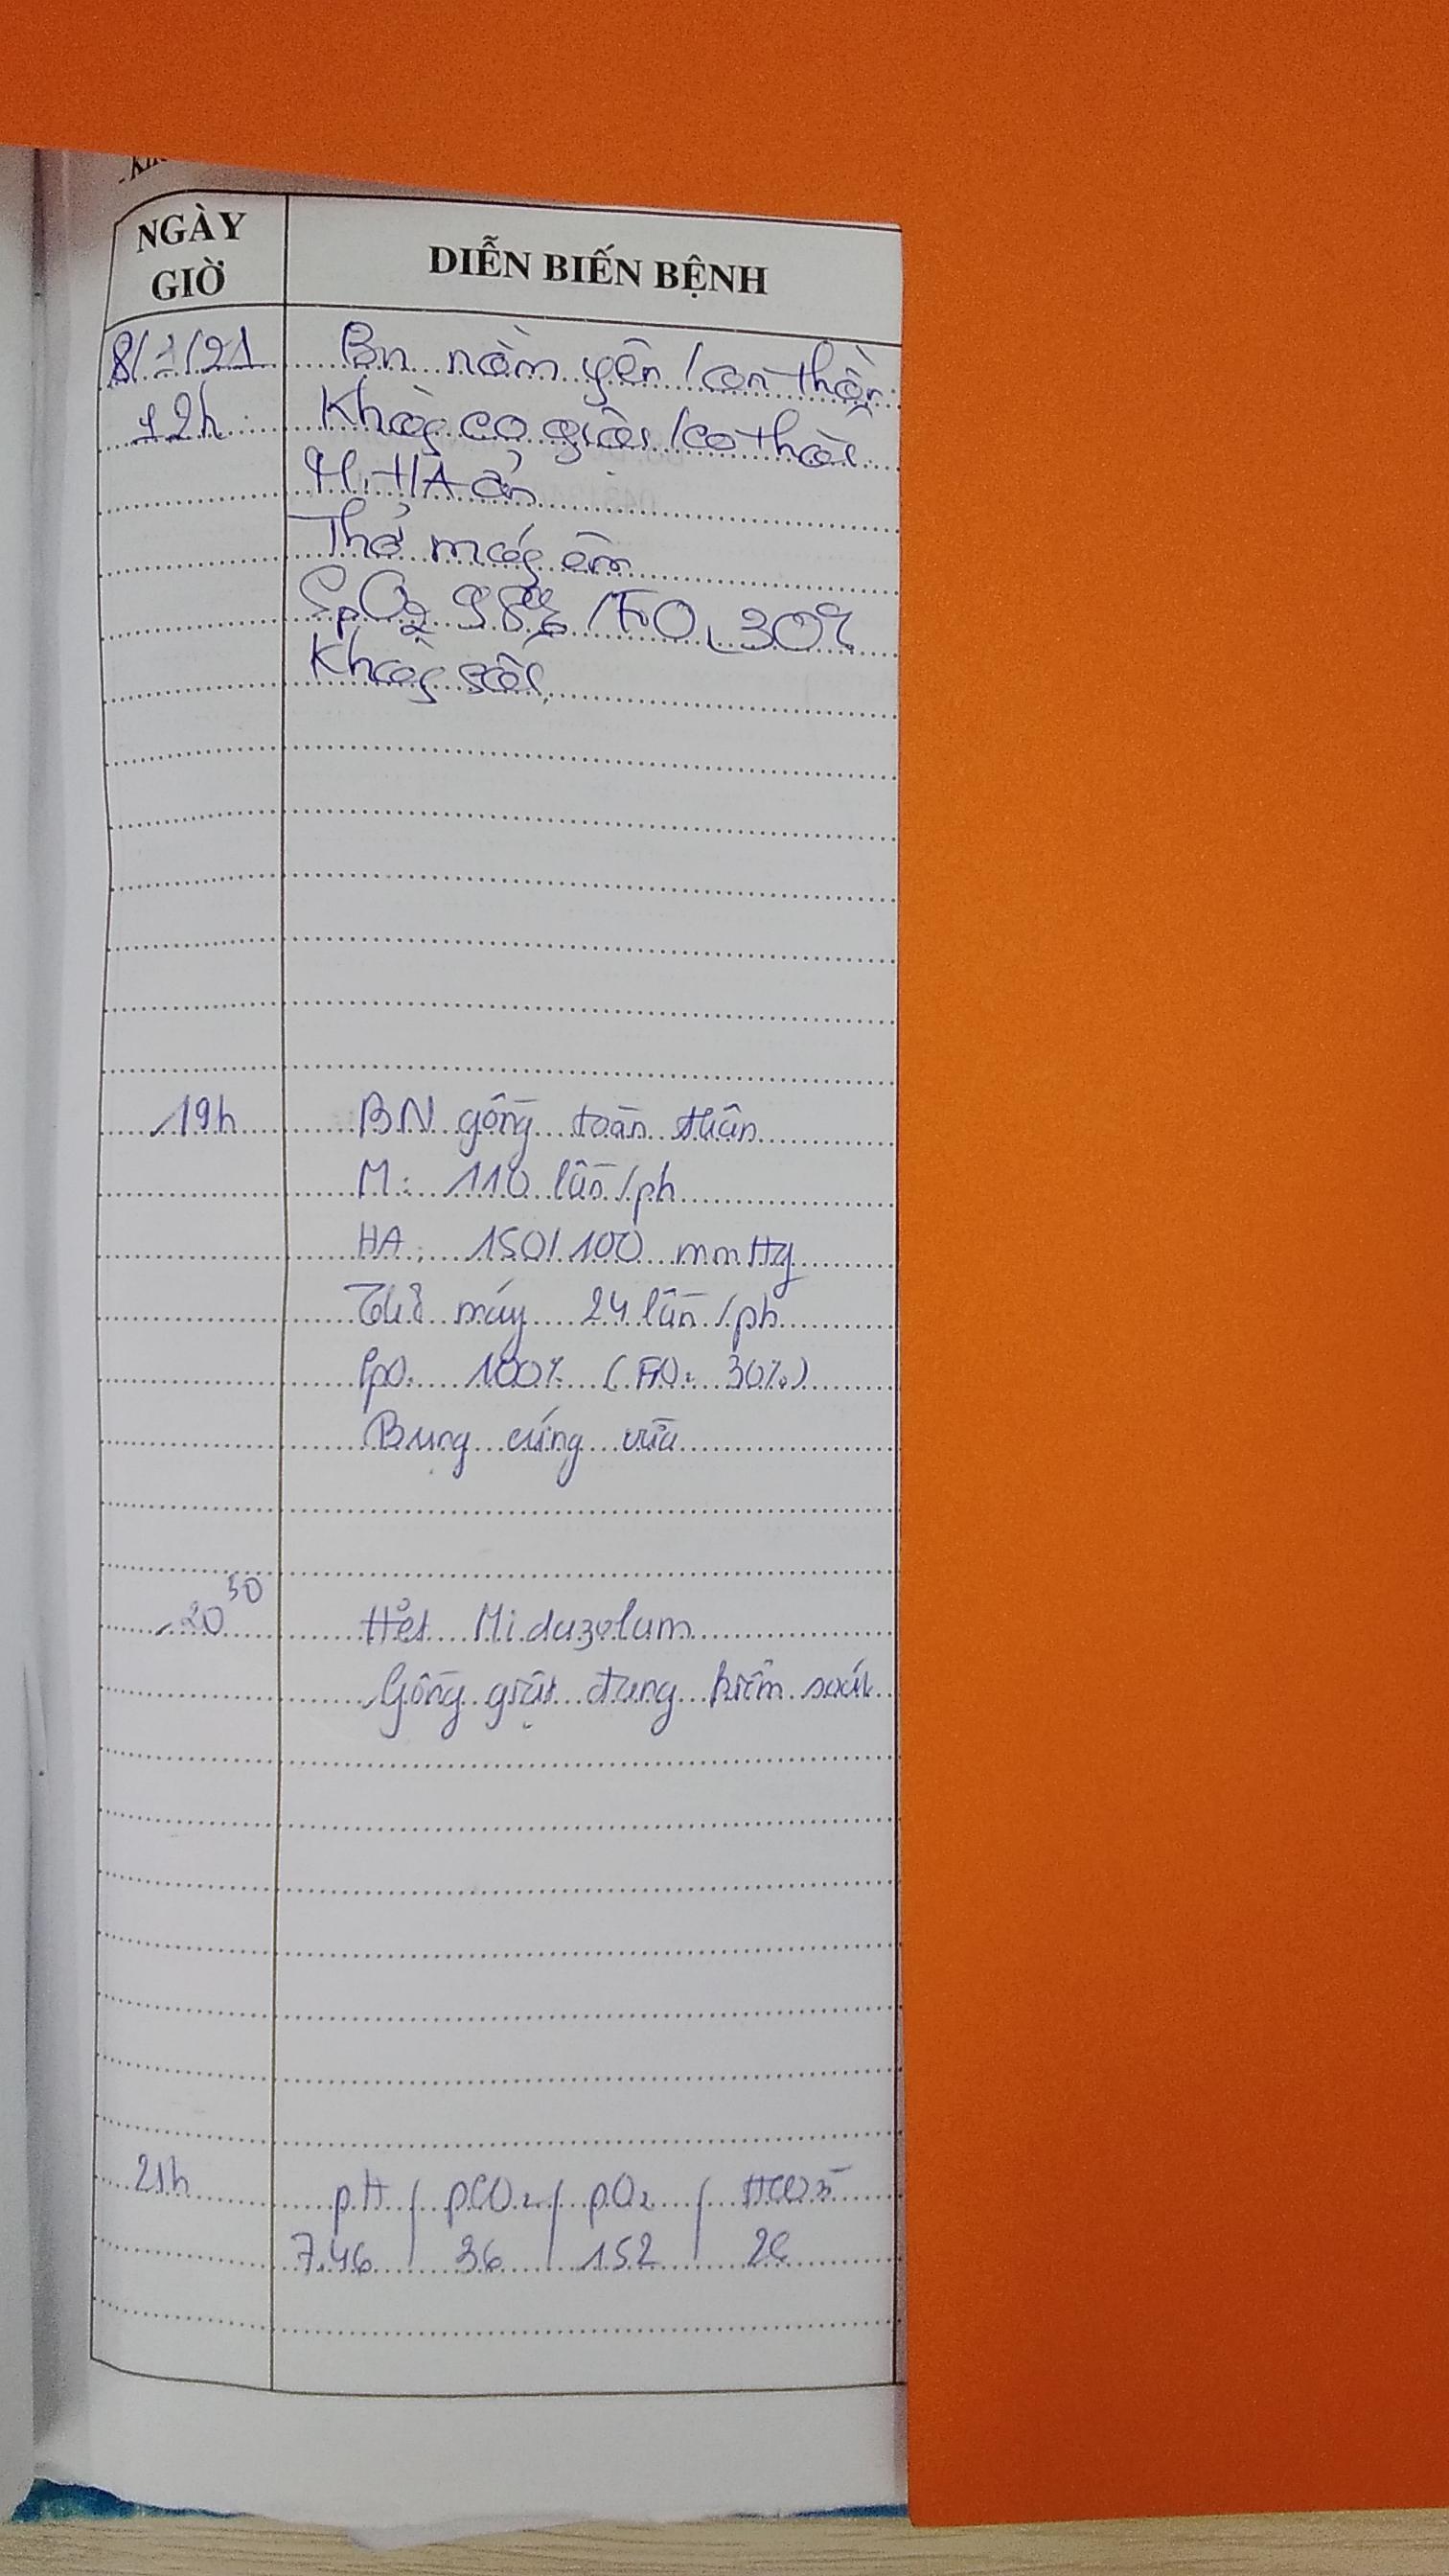 NGÀY GIỜ
DIỄN BIẾN BỆNH
8/1/21 Bn nằm yên / an thần
12h Không co giật / co thắt
M, HA ổn
Thở máy êm
SpO2 98% / FiO2 30%
Không sốt
19h BN gồng toàn thân
M: 110 lần/ph
HA: 150/100 mmHg
Thở máy 24 lần/ph
SpO2 100% (FiO2 30%)
Bụng cứng vừa
20 50 Hết Midazolam
Gồng giật đang kiểm soát
21h pH / pCO2 / pO2 / HCO3-
7.46 36 152